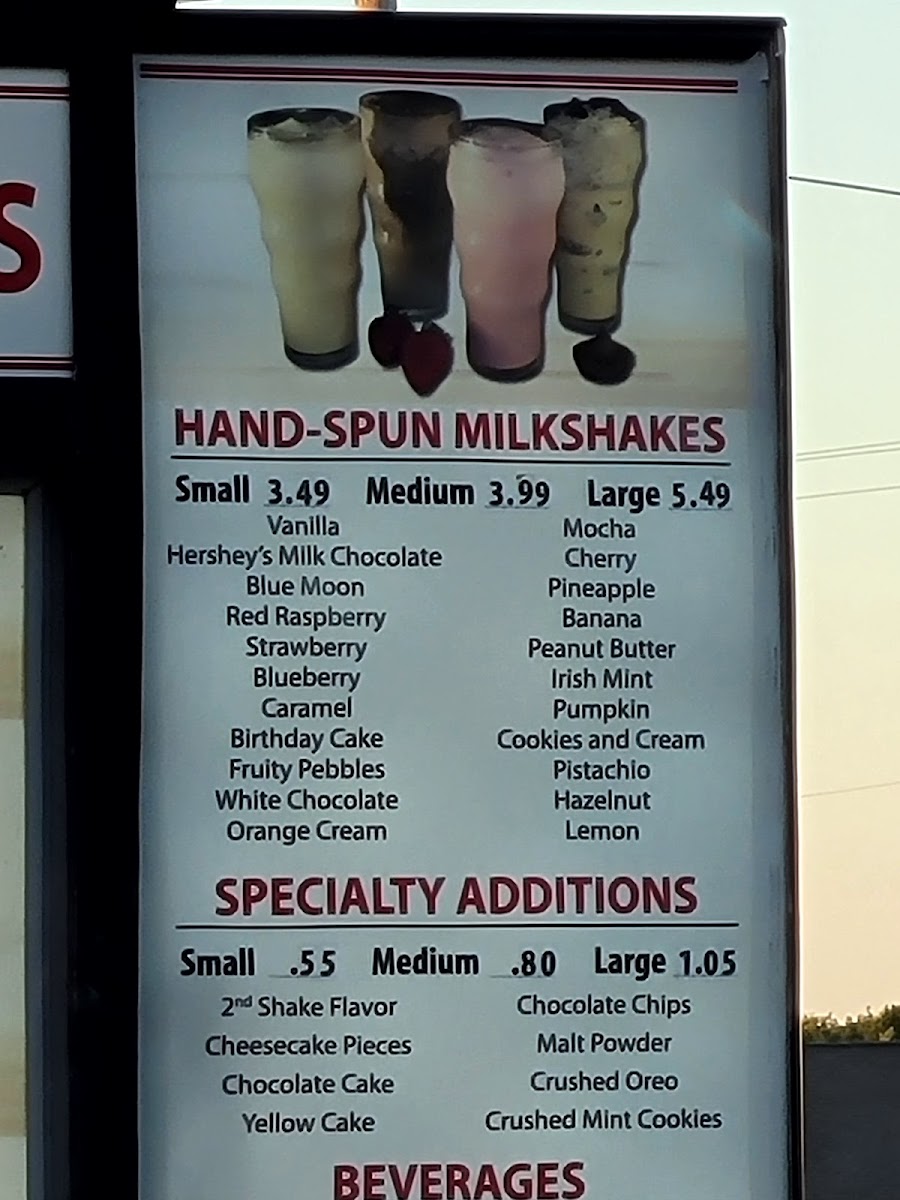 S
HAND-SPUN MILKSHAKES
Small 3.49 Medium 3.99 Large 5.49
Vanilla
Hershey's Milk Chocolate
Blue Moon
Red Raspberry
Strawberry
Blueberry
Caramel
Birthday Cake
Fruity Pebbles
White Chocolate
Orange Cream
Mocha
Cherry
Pineapple
Banana
Peanut Butter
Irish Mint
Pumpkin
Cookies and Cream
Pistachio
Hazelnut
Lemon
SPECIALTY ADDITIONS
Small .55 Medium .80 Large 1.05
2nd Shake Flavor
Cheesecake Pieces
Chocolate Cake
Yellow Cake
Chocolate Chips
Malt Powder
Crushed Oreo
Crushed Mint Cookies
BEVERAGES